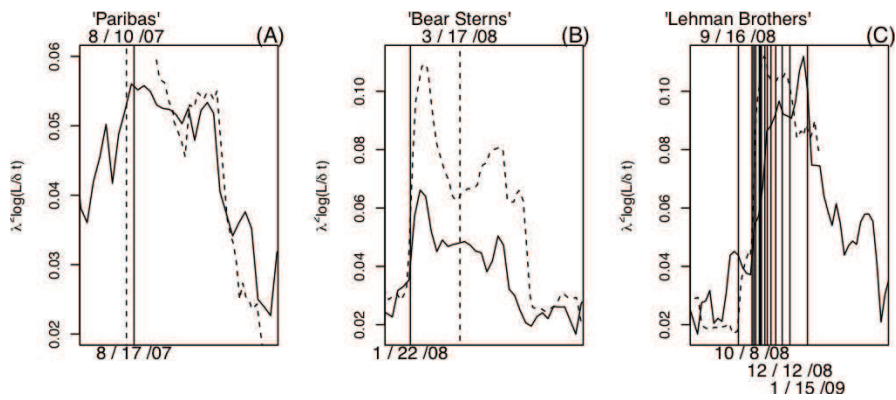 'Paribas'
8 / 10 /07
(A)
0.06
0.05
0.04
0.03
0.02
λ²log(L/δ t)
8 / 17 /07
'Bear Sterns'
3 / 17 /08
(B)
0.10
0.08
0.06
0.04
0.02
λ²log(L/δ t)
1 / 22 /08
'Lehman Brothers'
9 / 16 /08
(C)
0.10
0.08
0.06
0.04
0.02
λ²log(L/δ t)
10 / 8 /08
12 / 12 /08
1 / 15 /09